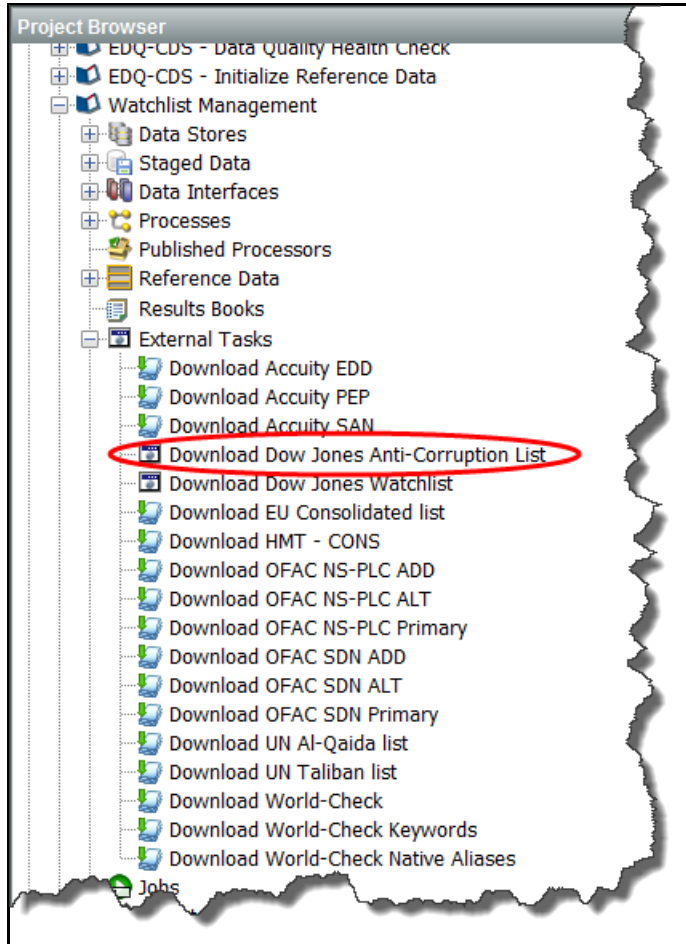 Project Browser
EDQ-CDS - Data Quality Health Check
EDQ-CDS - Initialize Reference Data
Watchlist Management
Data Stores
Staged Data
Data Interfaces
Processes
Published Processors
Reference Data
Results Books
External Tasks
Download Accuity EDD
Download Accuity PEP
Download Accuity SAN
Download Dow Jones Anti-Corruption List
Download Dow Jones Watchlist
Download EU Consolidated list
Download HMT - CONS
Download OFAC NS-PLC ADD
Download OFAC NS-PLC ALT
Download OFAC NS-PLC Primary
Download OFAC SDN ADD
Download OFAC SDN ALT
Download OFAC SDN Primary
Download UN Al-Qaida list
Download UN Taliban list
Download World-Check
Download World-Check Keywords
Download World-Check Native Aliases
Jobs